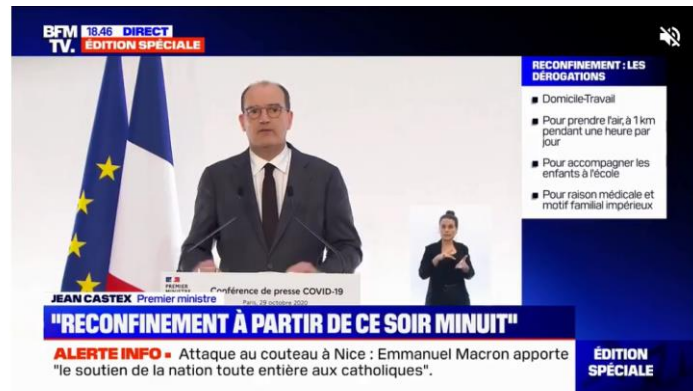 BFM 18.46 DIRECT
TV. ÉDITION SPÉCIALE
RECONFINEMENT : LES
DÉROGATIONS
Domicile-Travail
Pour prendre l'air, à 1 km
pendant une heure par
jour
Pour accompagner les
enfants à l'école
Pour raison médicale et
motif familial impérieux
PREMIER
MINISTRE
Conférence de presse COVID-19
Paris, 29 octobre 2020
JEAN CASTEX Premier ministre
"RECONFINEMENT À PARTIR DE CE SOIR MINUIT"
ALERTE INFO Attaque au couteau à Nice : Emmanuel Macron apporte
"le soutien de la nation toute entière aux catholiques".
ÉDITION
SPÉCIALE